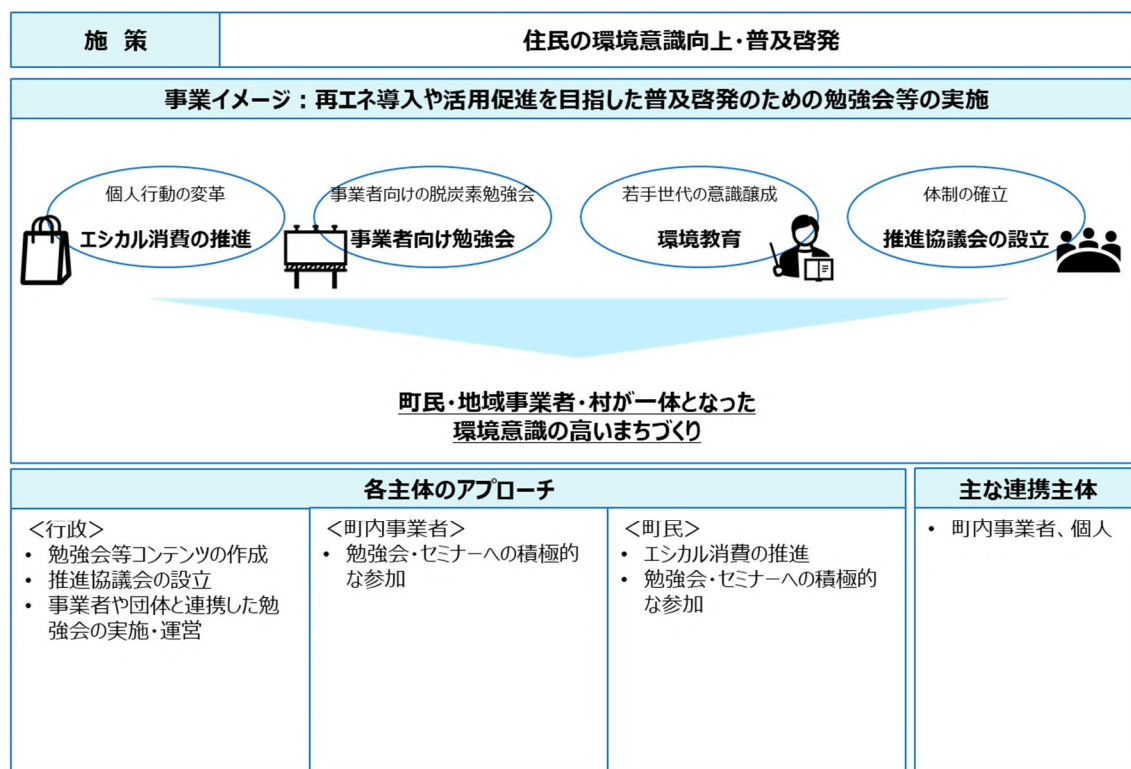 施 策
住民の環境意識向上・普及啓発
事業イメージ：再エネ導入や活用促進を目指した普及啓発のための勉強会等の実施
個人行動の変革
エシカル消費の推進
事業者向けの脱炭素勉強会
事業者向け勉強会
若手世代の意識醸成
環境教育
体制の確立
推進協議会の設立
町民・地域事業者・村が一体となった
環境意識の高いまちづくり
各主体のアプローチ
＜行政＞
• 勉強会等コンテンツの作成
• 推進協議会の設立
• 事業者や団体と連携した勉
強会の実施・運営
＜町内事業者＞
• 勉強会・セミナーへの積極的
な参加
＜町民＞
• エシカル消費の推進
• 勉強会・セミナーへの積極的
な参加
主な連携主体
• 町内事業者、個人